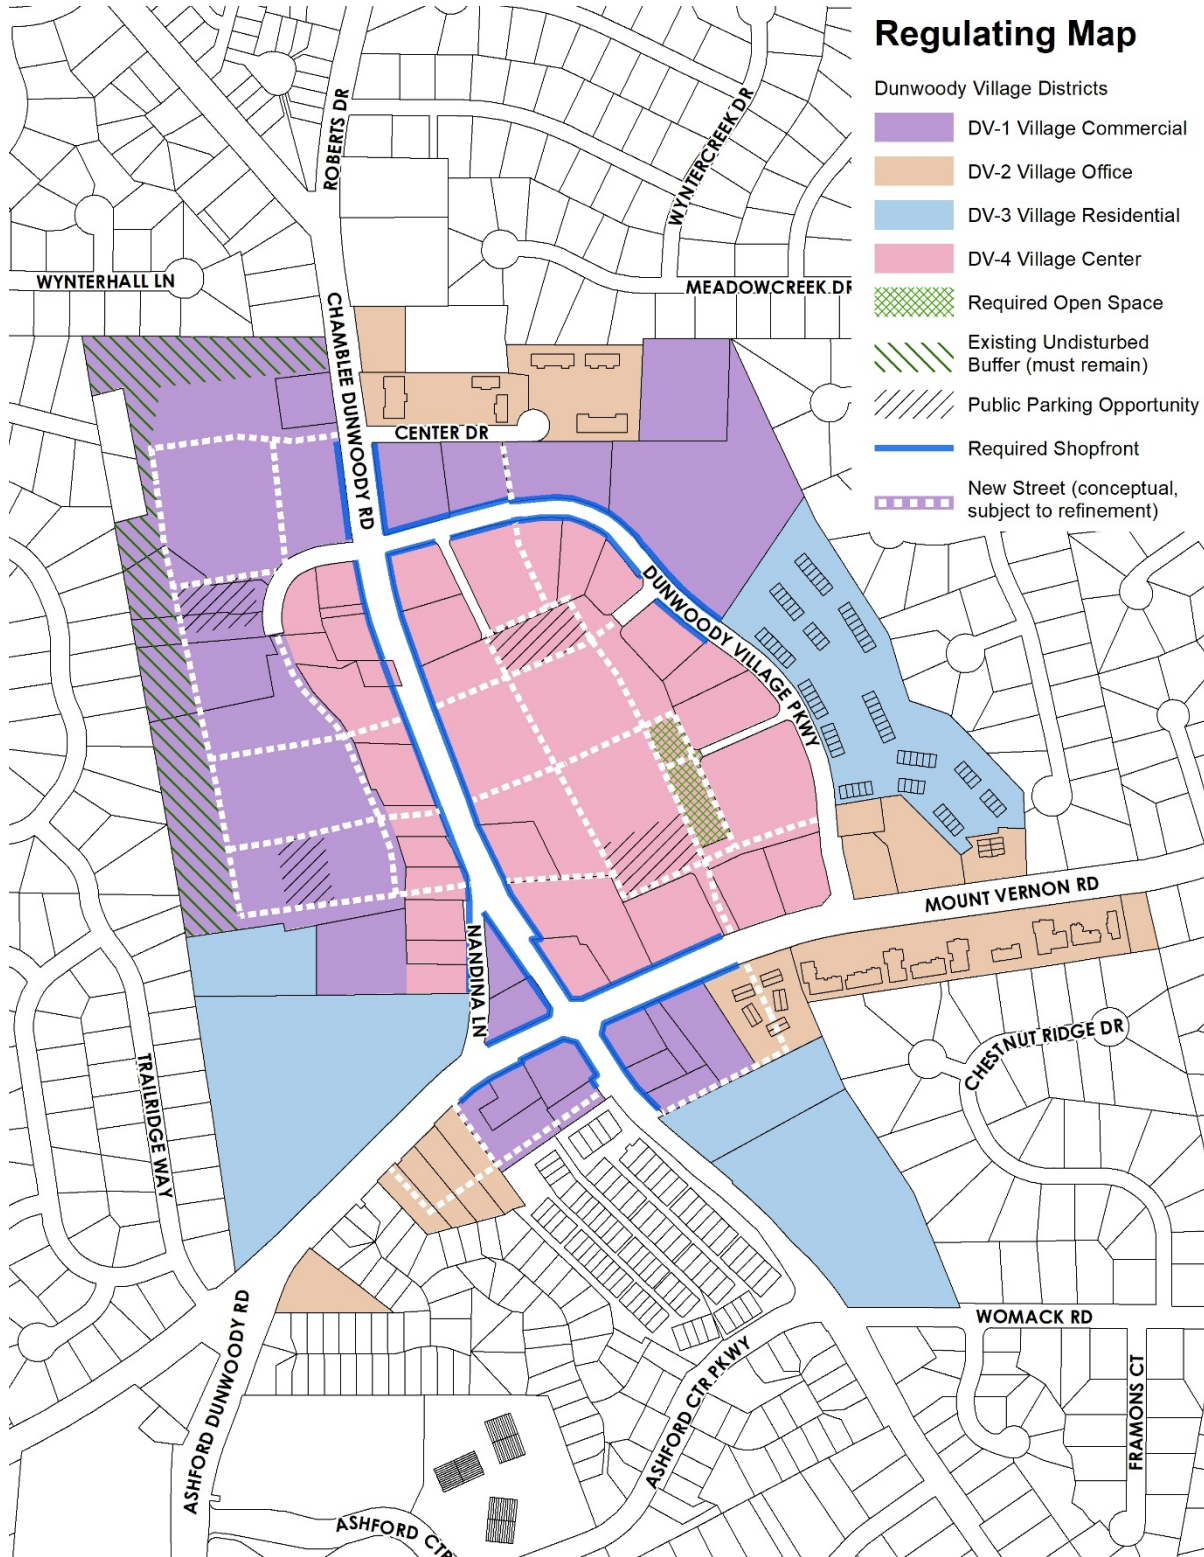 Regulating Map
Dunwoody Village Districts
DV-1 Village Commercial
DV-2 Village Office
DV-3 Village Residential
DV-4 Village Center
Required Open Space
Existing Undisturbed
Buffer (must remain)
Public Parking Opportunity
Required Shopfront
New Street (conceptual,
subject to refinement)
ROBERTS DR
WYNTERCREEK DR
WYNTERHALL LN
MEADOWCREEK DR
CHAMBLEE DUNWOODY RD
CENTER DR
DUNWOODY VILLAGE PKWY
MOUNT VERNON RD
NANDINA LN
CHESTNUT RIDGE DR
TRAILRIDGE WAY
WOMACK RD
ASHFORD DUNWOODY RD
ASHFORD CTR PKWY
FRAMONS CT
ASHFORD CTR